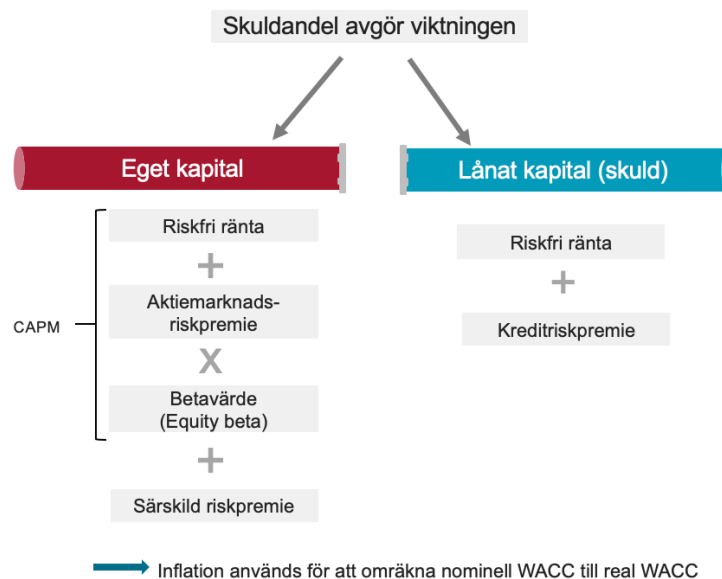 Skuldandel avgör viktningen
Eget kapital
Riskfri ränta
+
Aktiemarknads-
riskpremie
X
Betavärde
(Equity beta)
+
Särskild riskpremie
CAPM
Lånat kapital (skuld)
Riskfri ränta
+
Kreditriskpremie
Inflation används för att omräkna nominell WACC till real WACC